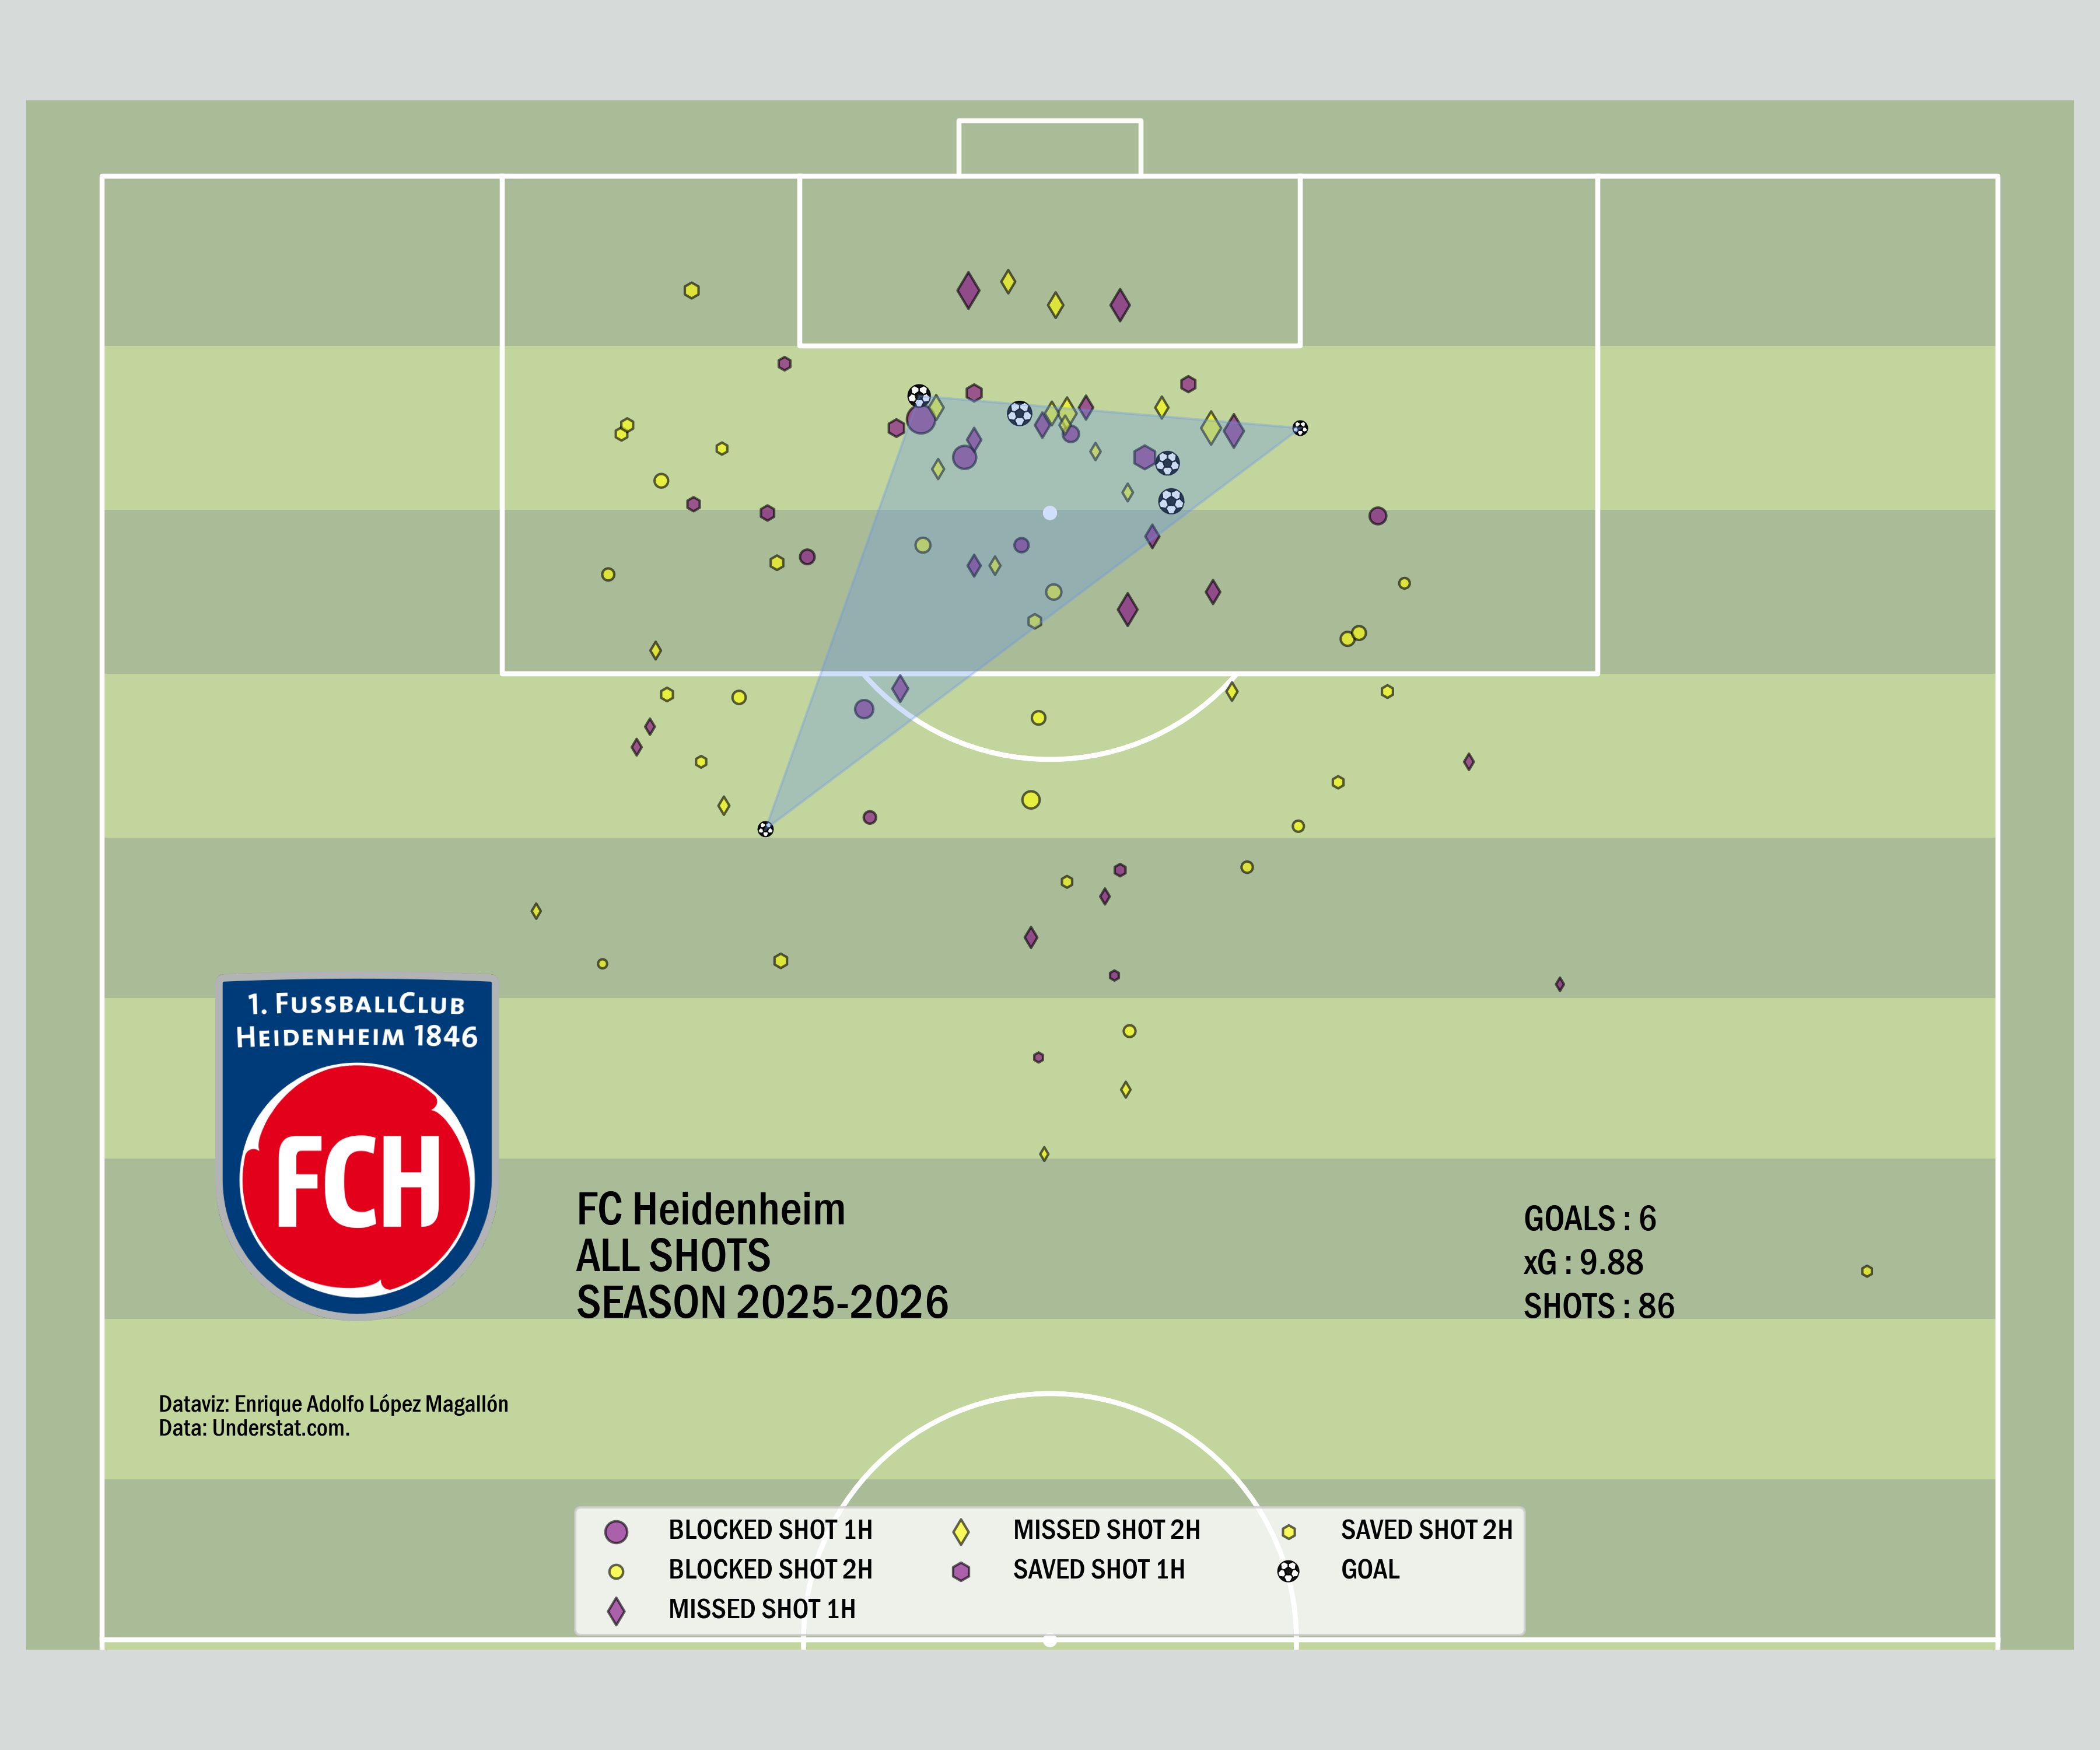 1. FUSSBALLCLUB
HEIDENHEIM 1846
FCH
FC Heidenheim
ALL SHOTS
SEASON 2025-2026
GOALS : 6
xG : 9.88
SHOTS : 86
Dataviz: Enrique Adolfo López Magallón
Data: Understat.com.
BLOCKED SHOT 1H
BLOCKED SHOT 2H
MISSED SHOT 1H
MISSED SHOT 2H
SAVED SHOT 1H
SAVED SHOT 2H
GOAL